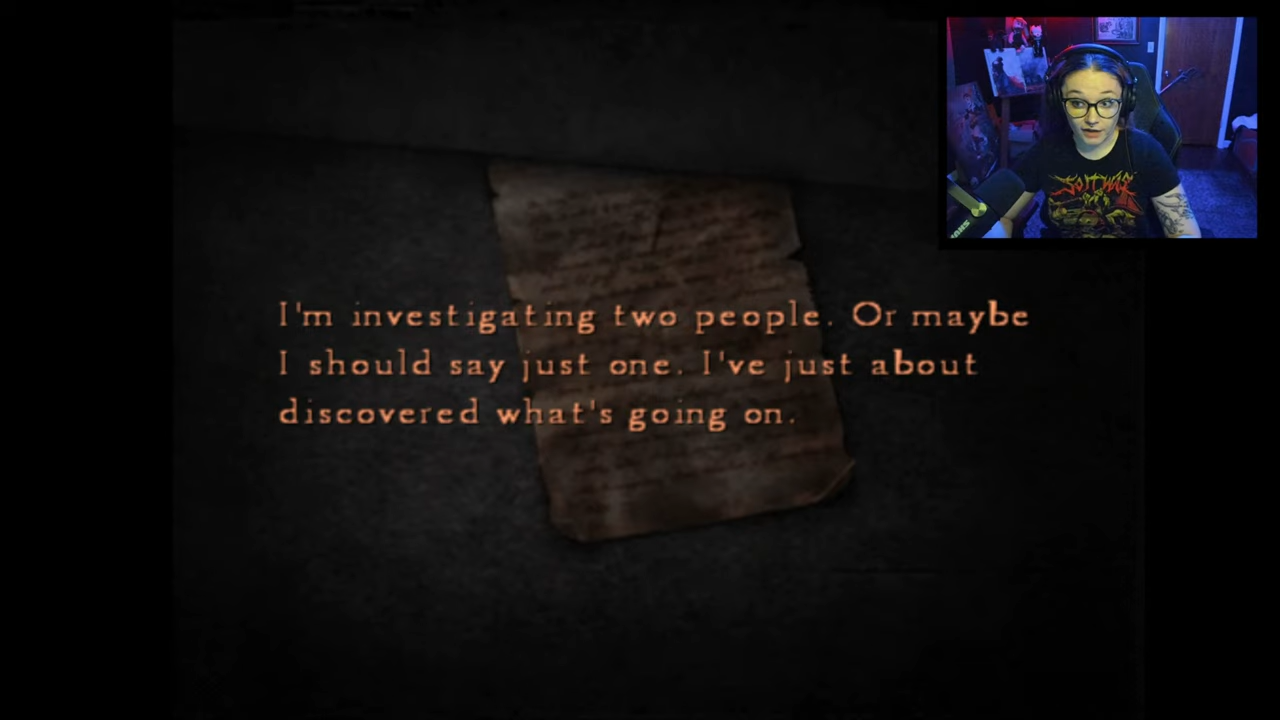 I'm investigating two people. Or maybe
I should say just one. I've just about
discovered what's going on.